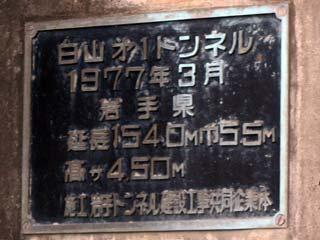 白山才1トンネル
1977年3月
岩手県
延長154.0M巾5.5M
高サ4.50M
施工岩手トンネル建設工事共同企業体